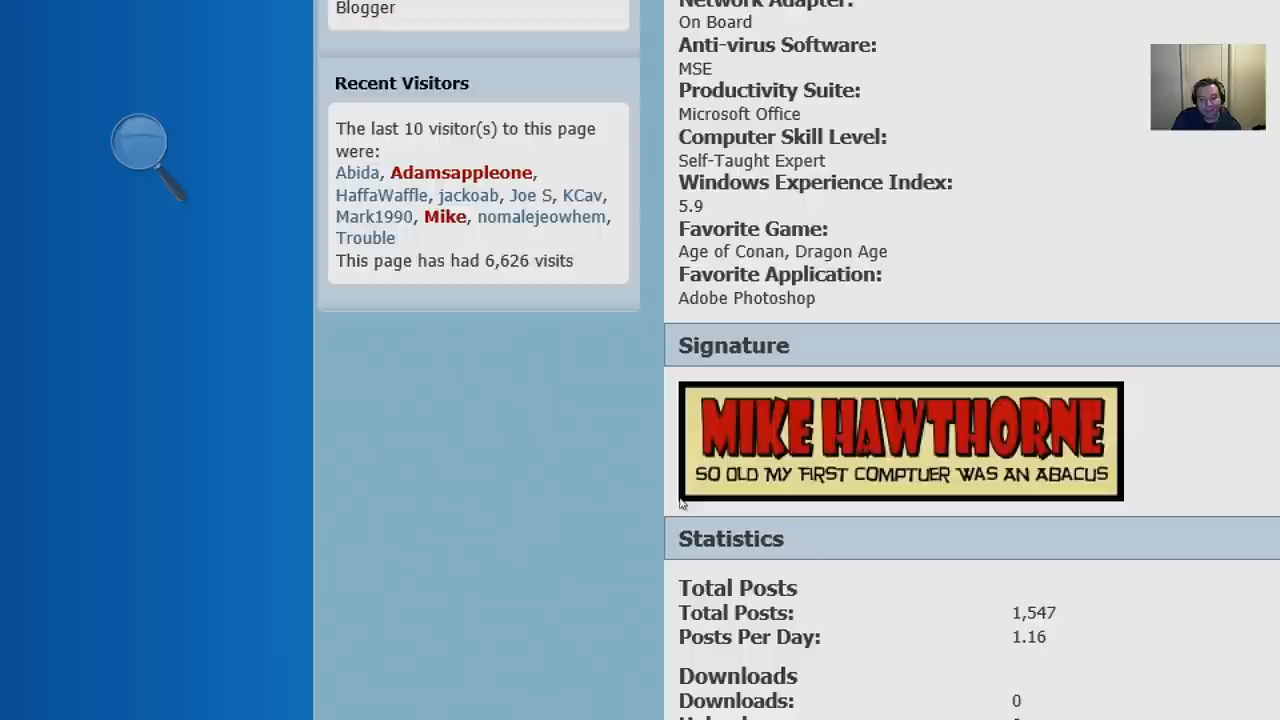 Blogger
Recent Visitors
The last 10 visitor(s) to this page
were:
Abida, Adamsappleone,
HaffaWaffle, jackoab, Joe S, KCav,
Mark1990, Mike, nomalejeowhem,
Trouble
This page has had 6,626 visits
Network Adapter:
On Board
Anti-virus Software:
MSE
Productivity Suite:
Microsoft Office
Computer Skill Level:
Self-Taught Expert
Windows Experience Index:
5.9
Favorite Game:
Age of Conan, Dragon Age
Favorite Application:
Adobe Photoshop
Signature
MIKE HAWTHORNE
SO OLD MY FIRST COMPTUER WAS AN ABACUS
Statistics
Total Posts
Total Posts: 1,547
Posts Per Day: 1.16
Downloads
Downloads: 0